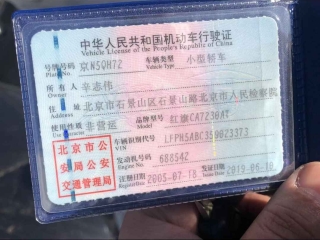 中华人民共和国机动车行驶证
Vehicle License of the People's Republic of China
号牌号码 京N5QH72 车辆类型 小型轿车
Plate No. Vehicle Type
所有人 辛志伟
Owner
住址 北京市石景山区石景山路北京市人民检察院
Address
使用性质 非营运 品牌型号 红旗CA7230AT
Use Character Model
北京市公 车辆识别代号 LFPH5ABC359023373
安局公安 VIN
交通管理局 发动机号码 688542
Engine No.
注册日期 2005-07-18 发证日期
Register Date Issue Date